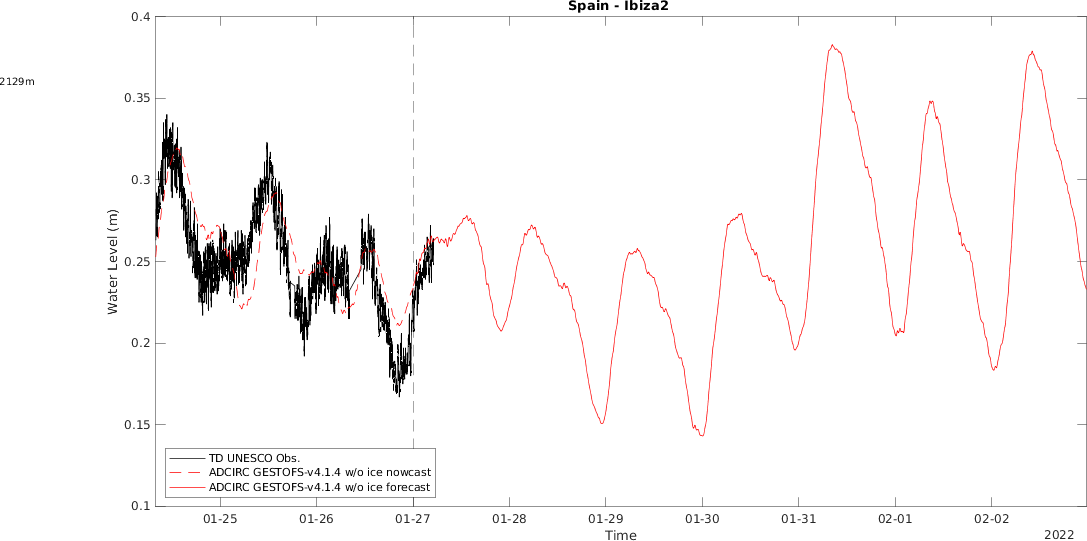 Spain - Ibiza2
2129m
0.4
0.35
0.3
0.25
0.2
0.15
0.1
Water Level (m)
TD UNESCO Obs.
ADCIRC GESTOFS-v4.1.4 w/o ice nowcast
ADCIRC GESTOFS-v4.1.4 w/o ice forecast
01-25 01-26 01-27 01-28 01-29 01-30 01-31 02-01 02-02
Time
2022